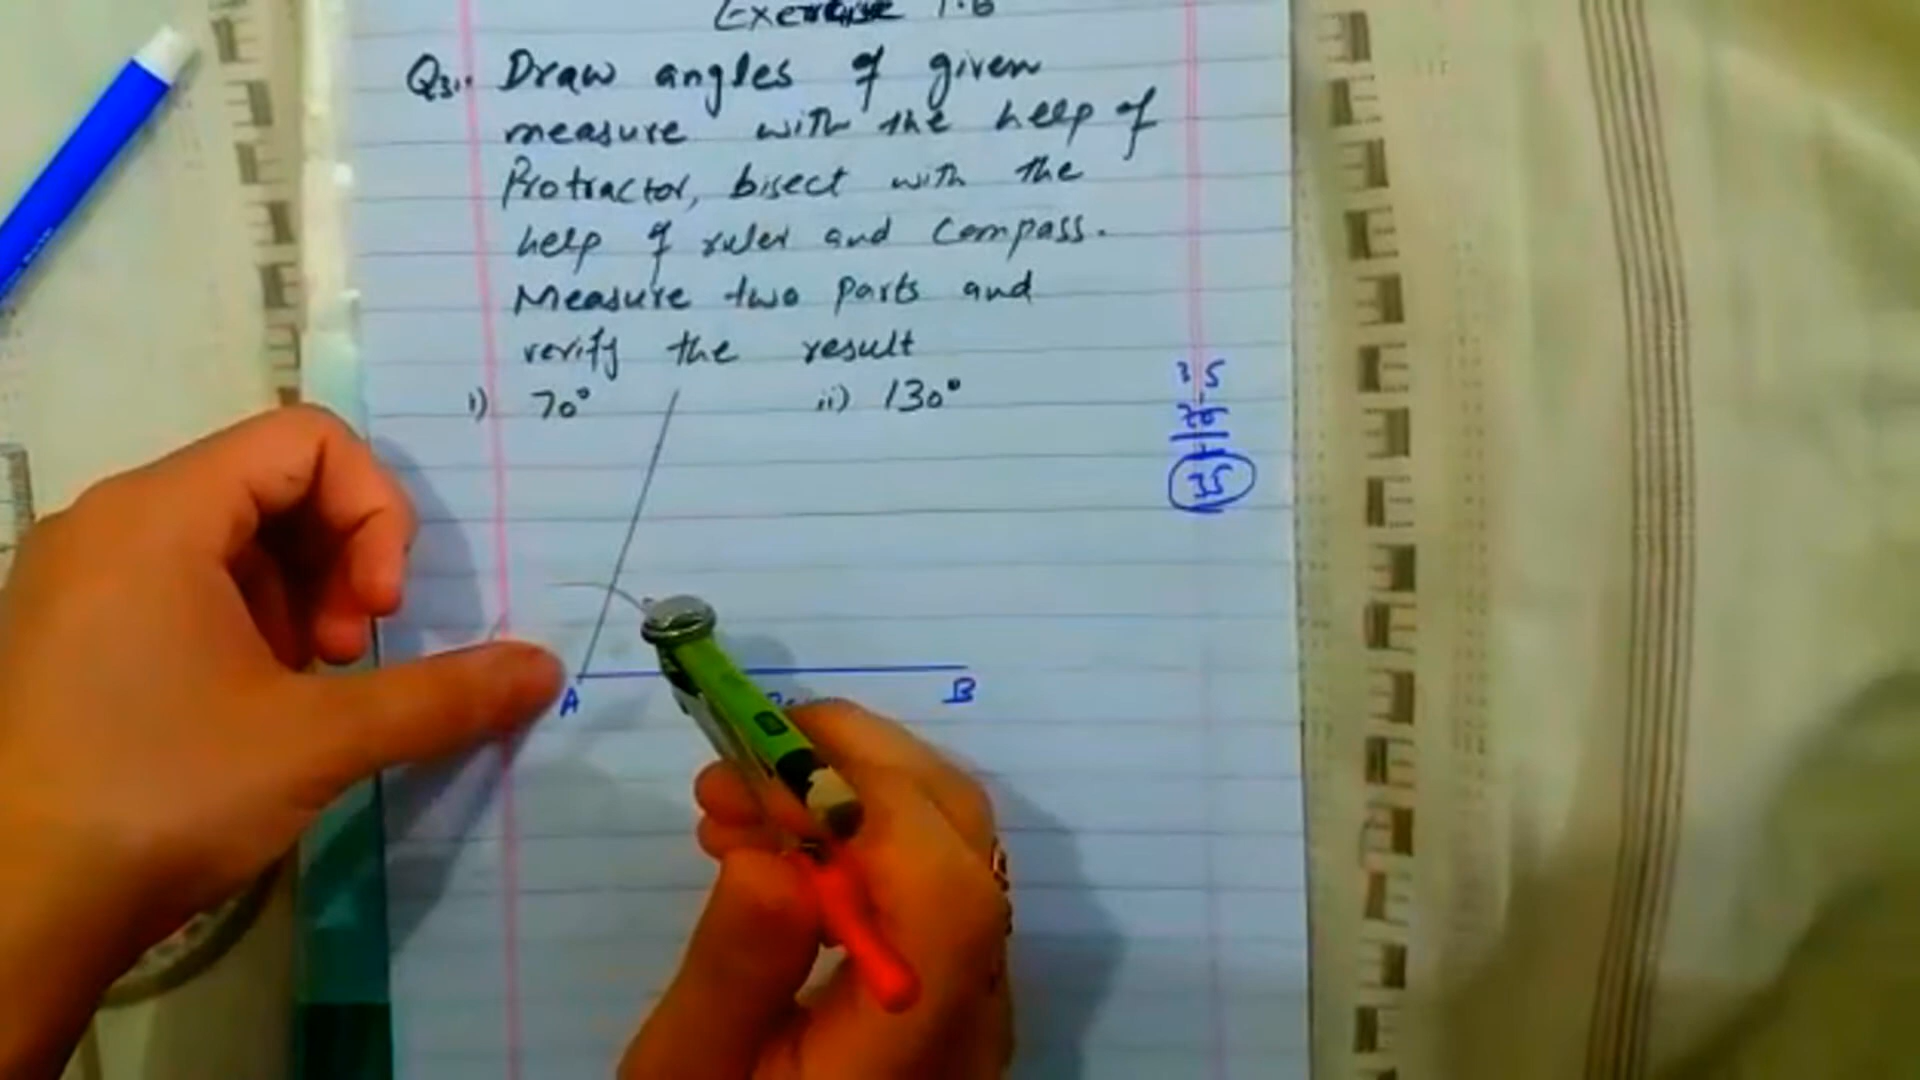 Exercise 1.6
Q3:. Draw angles of given
measure with the help of
Protractor, bisect with the
help of ruler and Compass.
Measure two parts and
verify the result
i) 70° ii) 130°
35
35
A B